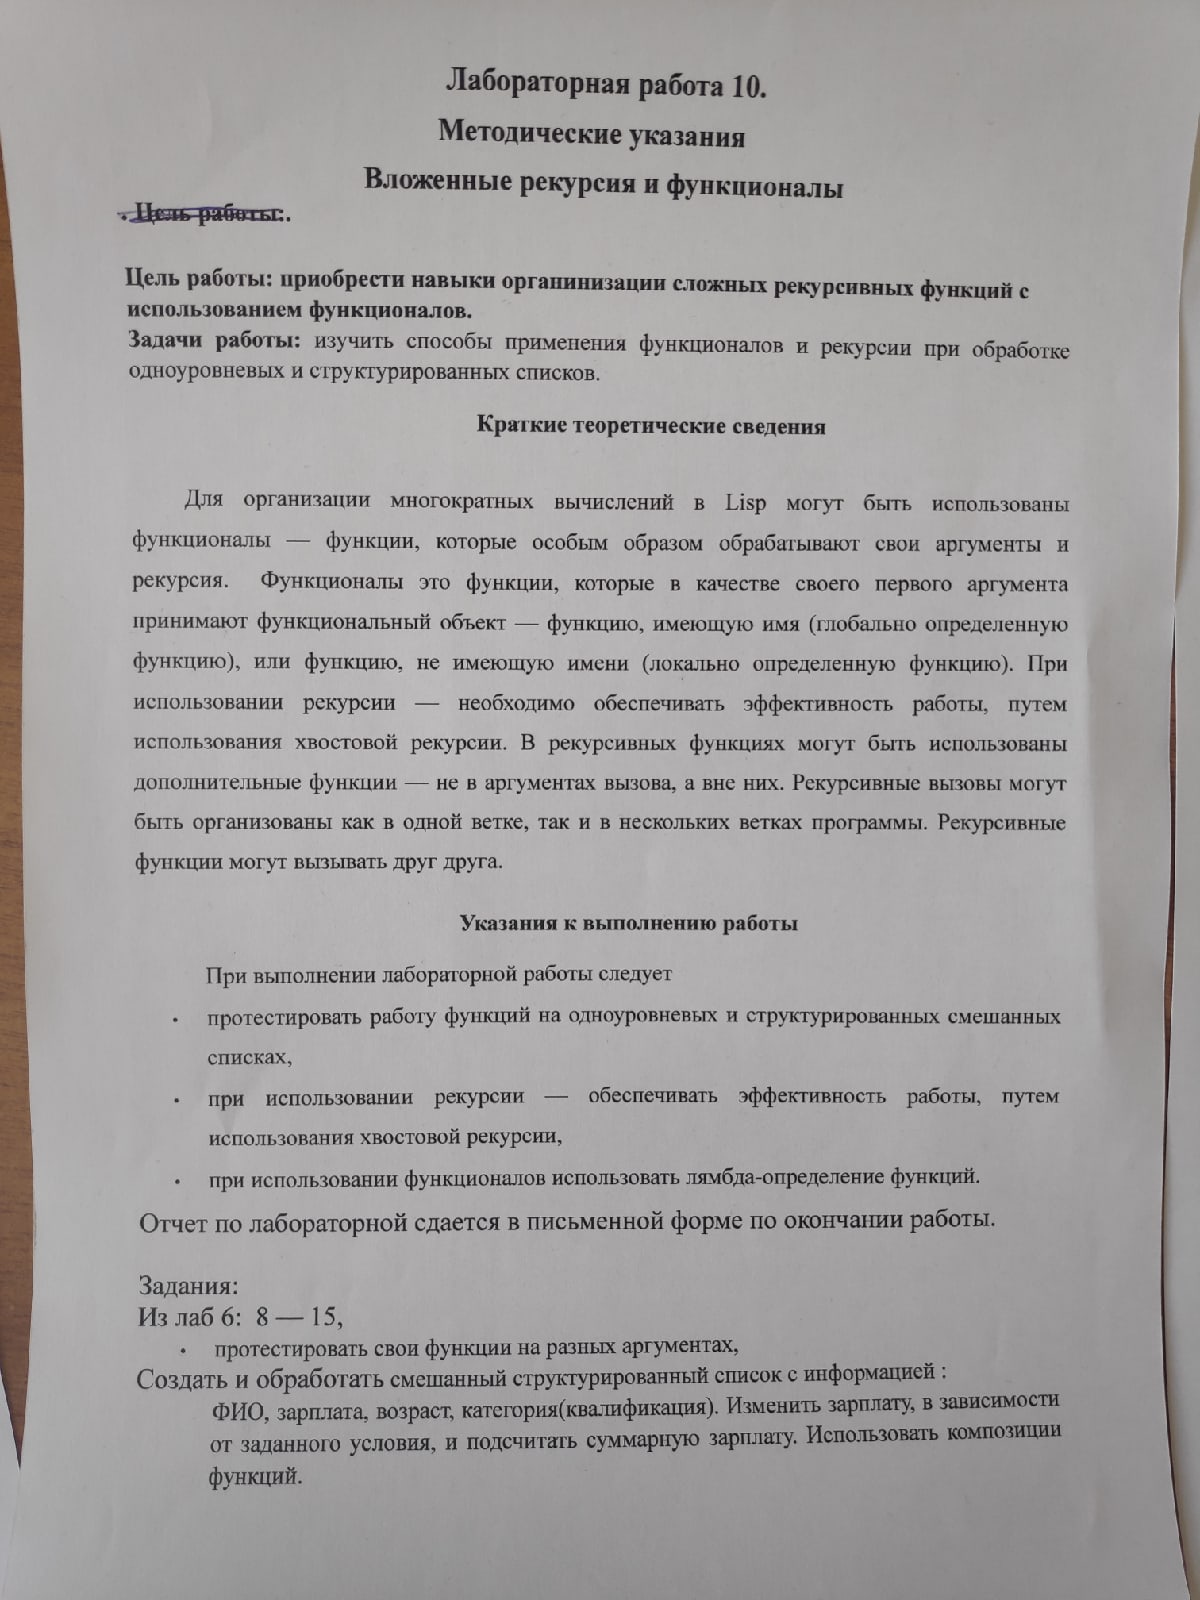 Лабораторная работа 10.
Методические указания
Вложенные рекурсия и функционалы
. Цель работы:.
Цель работы: приобрести навыки органинизации сложных рекурсивных функций с
использованием функционалов.
Задачи работы: изучить способы применения функционалов и рекурсии при обработке
одноуровневых и структурированных списков.
Краткие теоретические сведения
Для организации многократных вычислений в Lisp могут быть использованы
функционалы — функции, которые особым образом обрабатывают свои аргументы и
рекурсия. Функционалы это функции, которые в качестве своего первого аргумента
принимают функциональный объект — функцию, имеющую имя (глобально определенную
функцию), или функцию, не имеющую имени (локально определенную функцию). При
использовании рекурсии — необходимо обеспечивать эффективность работы, путем
использования хвостовой рекурсии. В рекурсивных функциях могут быть использованы
дополнительные функции — не в аргументах вызова, а вне них. Рекурсивные вызовы могут
быть организованы как в одной ветке, так и в нескольких ветках программы. Рекурсивные
функции могут вызывать друг друга.
Указания к выполнению работы
При выполнении лабораторной работы следует
• протестировать работу функций на одноуровневых и структурированных смешанных
списках,
• при использовании рекурсии — обеспечивать эффективность работы, путем
использования хвостовой рекурсии,
• при использовании функционалов использовать лямбда-определение функций.
Отчет по лабораторной сдается в письменной форме по окончании работы.
Задания:
Из лаб 6: 8 — 15,
• протестировать свои функции на разных аргументах,
Создать и обработать смешанный структурированный список с информацией :
ФИО, зарплата, возраст, категория(квалификация). Изменить зарплату, в зависимости
от заданного условия, и подсчитать суммарную зарплату. Использовать композиции
функций.